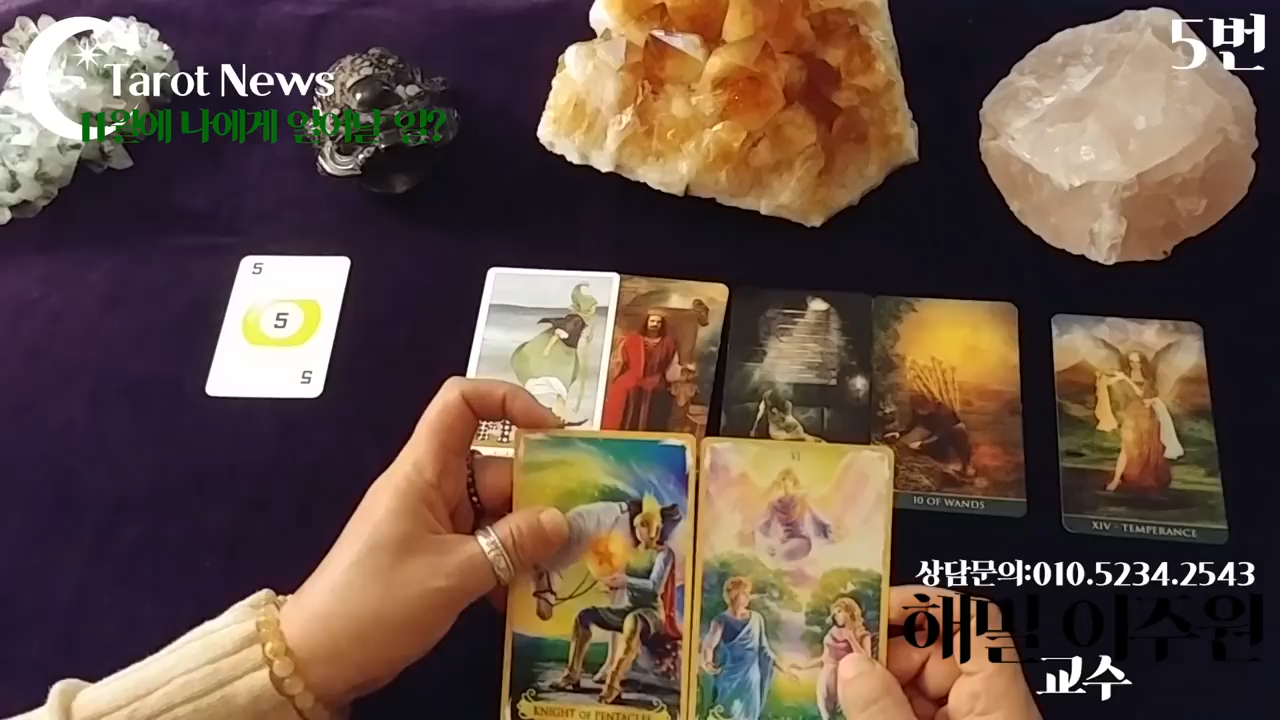 5번
Tarot News
11월에 나에게 일어날 일?
5
5
5
10 OF WANDS
XIV - TEMPERANCE
VI
KNIGHT OF PENTACLES
상담문의:010.5234.2543
해밀 이주원
교수